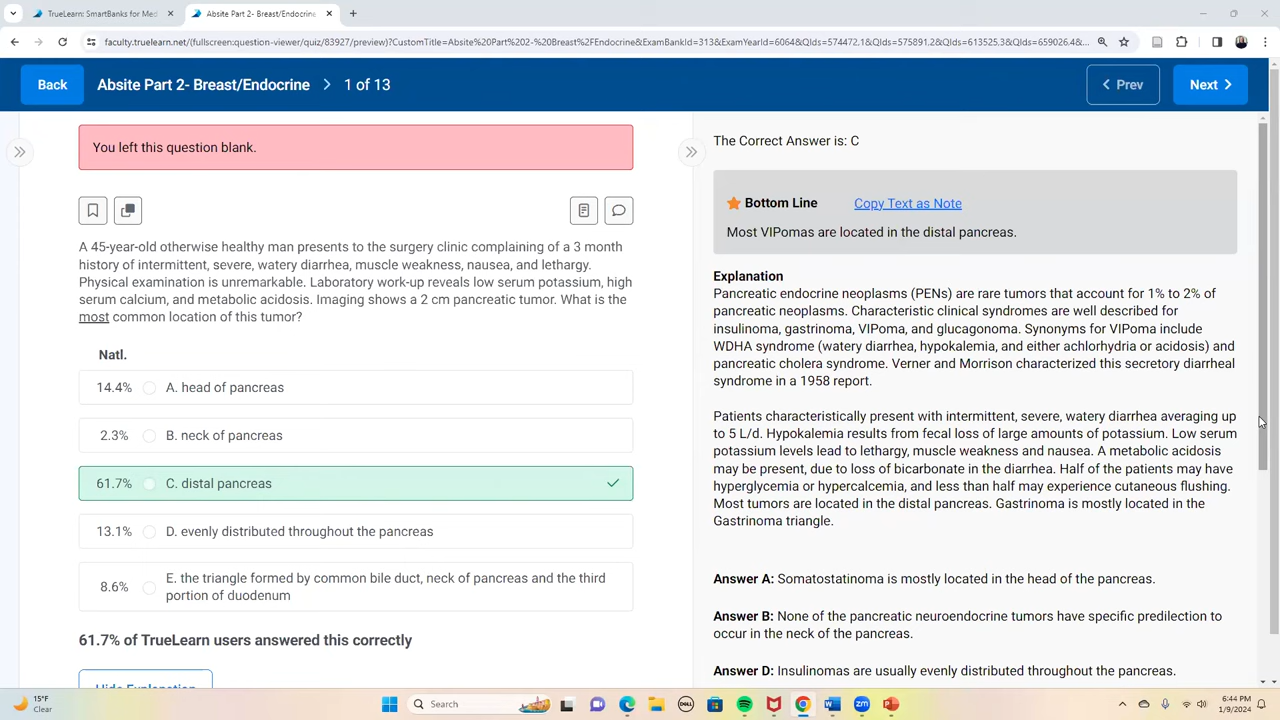 TrueLearn: SmartBanks for Med
Absite Part 2- Breast/Endocrine
faculty.truelearn.net/(fullscreen:question-viewer/quiz/83927/preview)?CustomTitle=Absite%20Part%202-%20Breast%2FEndocrine&ExamBankId=313&ExamYearId=6064&QIds=574472.1&QIds=575891.2&QIds=613525.3&QIds=659026.4&...
Back
Absite Part 2- Breast/Endocrine
1 of 13
Prev
Next
You left this question blank.
A 45-year-old otherwise healthy man presents to the surgery clinic complaining of a 3 month
history of intermittent, severe, watery diarrhea, muscle weakness, nausea, and lethargy.
Physical examination is unremarkable. Laboratory work-up reveals low serum potassium, high
serum calcium, and metabolic acidosis. Imaging shows a 2 cm pancreatic tumor. What is the
most common location of this tumor?
Natl.
14.4% A. head of pancreas
2.3% B. neck of pancreas
61.7% C. distal pancreas
13.1% D. evenly distributed throughout the pancreas
8.6% E. the triangle formed by common bile duct, neck of pancreas and the third
portion of duodenum
61.7% of TrueLearn users answered this correctly
Hide Explanation
The Correct Answer is: C
Bottom Line
Copy Text as Note
Most VIPomas are located in the distal pancreas.
Explanation
Pancreatic endocrine neoplasms (PENs) are rare tumors that account for 1% to 2% of
pancreatic neoplasms. Characteristic clinical syndromes are well described for
insulinoma, gastrinoma, VIPoma, and glucagonoma. Synonyms for VIPoma include
WDHA syndrome (watery diarrhea, hypokalemia, and either achlorhydria or acidosis) and
pancreatic cholera syndrome. Verner and Morrison characterized this secretory diarrheal
syndrome in a 1958 report.
Patients characteristically present with intermittent, severe, watery diarrhea averaging up
to 5 L/d. Hypokalemia results from fecal loss of large amounts of potassium. Low serum
potassium levels lead to lethargy, muscle weakness and nausea. A metabolic acidosis
may be present, due to loss of bicarbonate in the diarrhea. Half of the patients may have
hyperglycemia or hypercalcemia, and less than half may experience cutaneous flushing.
Most tumors are located in the distal pancreas. Gastrinoma is mostly located in the
Gastrinoma triangle.
Answer A: Somatostatinoma is mostly located in the head of the pancreas.
Answer B: None of the pancreatic neuroendocrine tumors have specific predilection to
occur in the neck of the pancreas.
Answer D: Insulinomas are usually evenly distributed throughout the pancreas.
15°F
Clear
Search
6:44 PM
1/9/2024